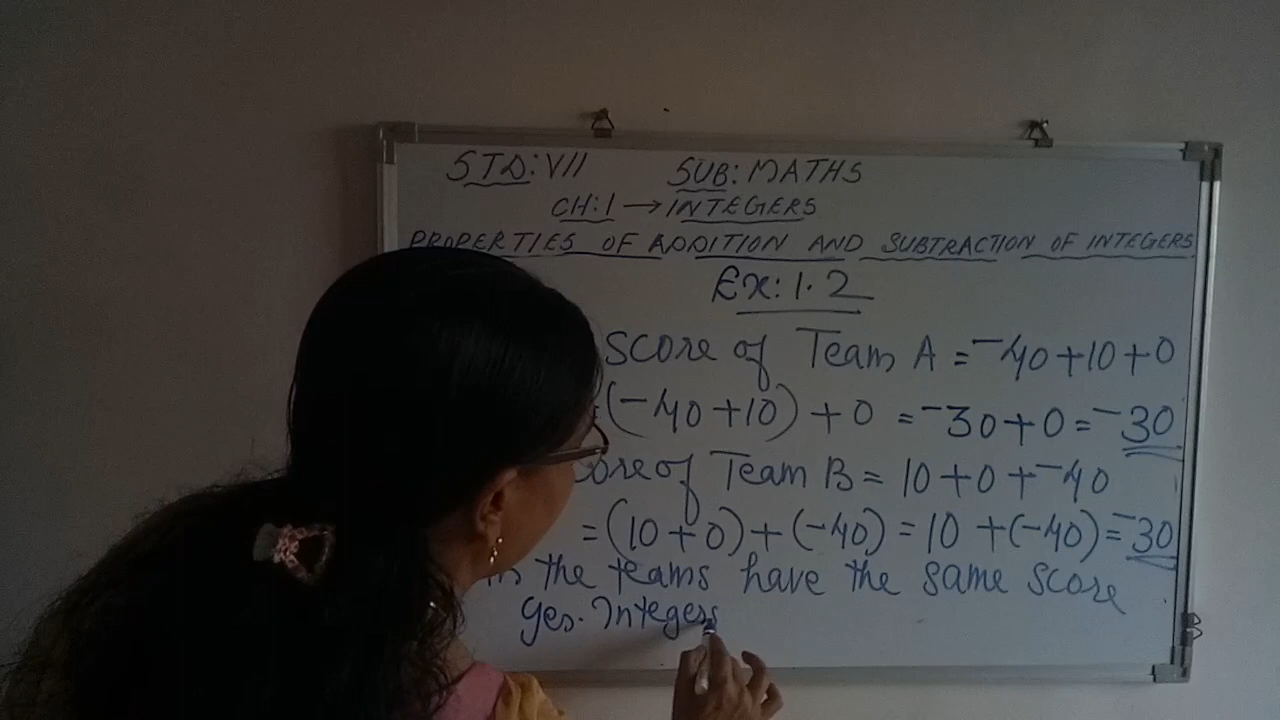 STD: VII SUB: MATHS
CH: 1 → INTEGERS
PROPERTIES OF ADDITION AND SUBTRACTION OF INTEGERS
Ex: 1.2
Score of Team A = -40+10+0
(-40+10)+0 = -30+0 = -30
of Team B = 10+0+-40
=(10+0)+(-40)=10+(-40)=-30
the teams have the same score
Yes. Integers